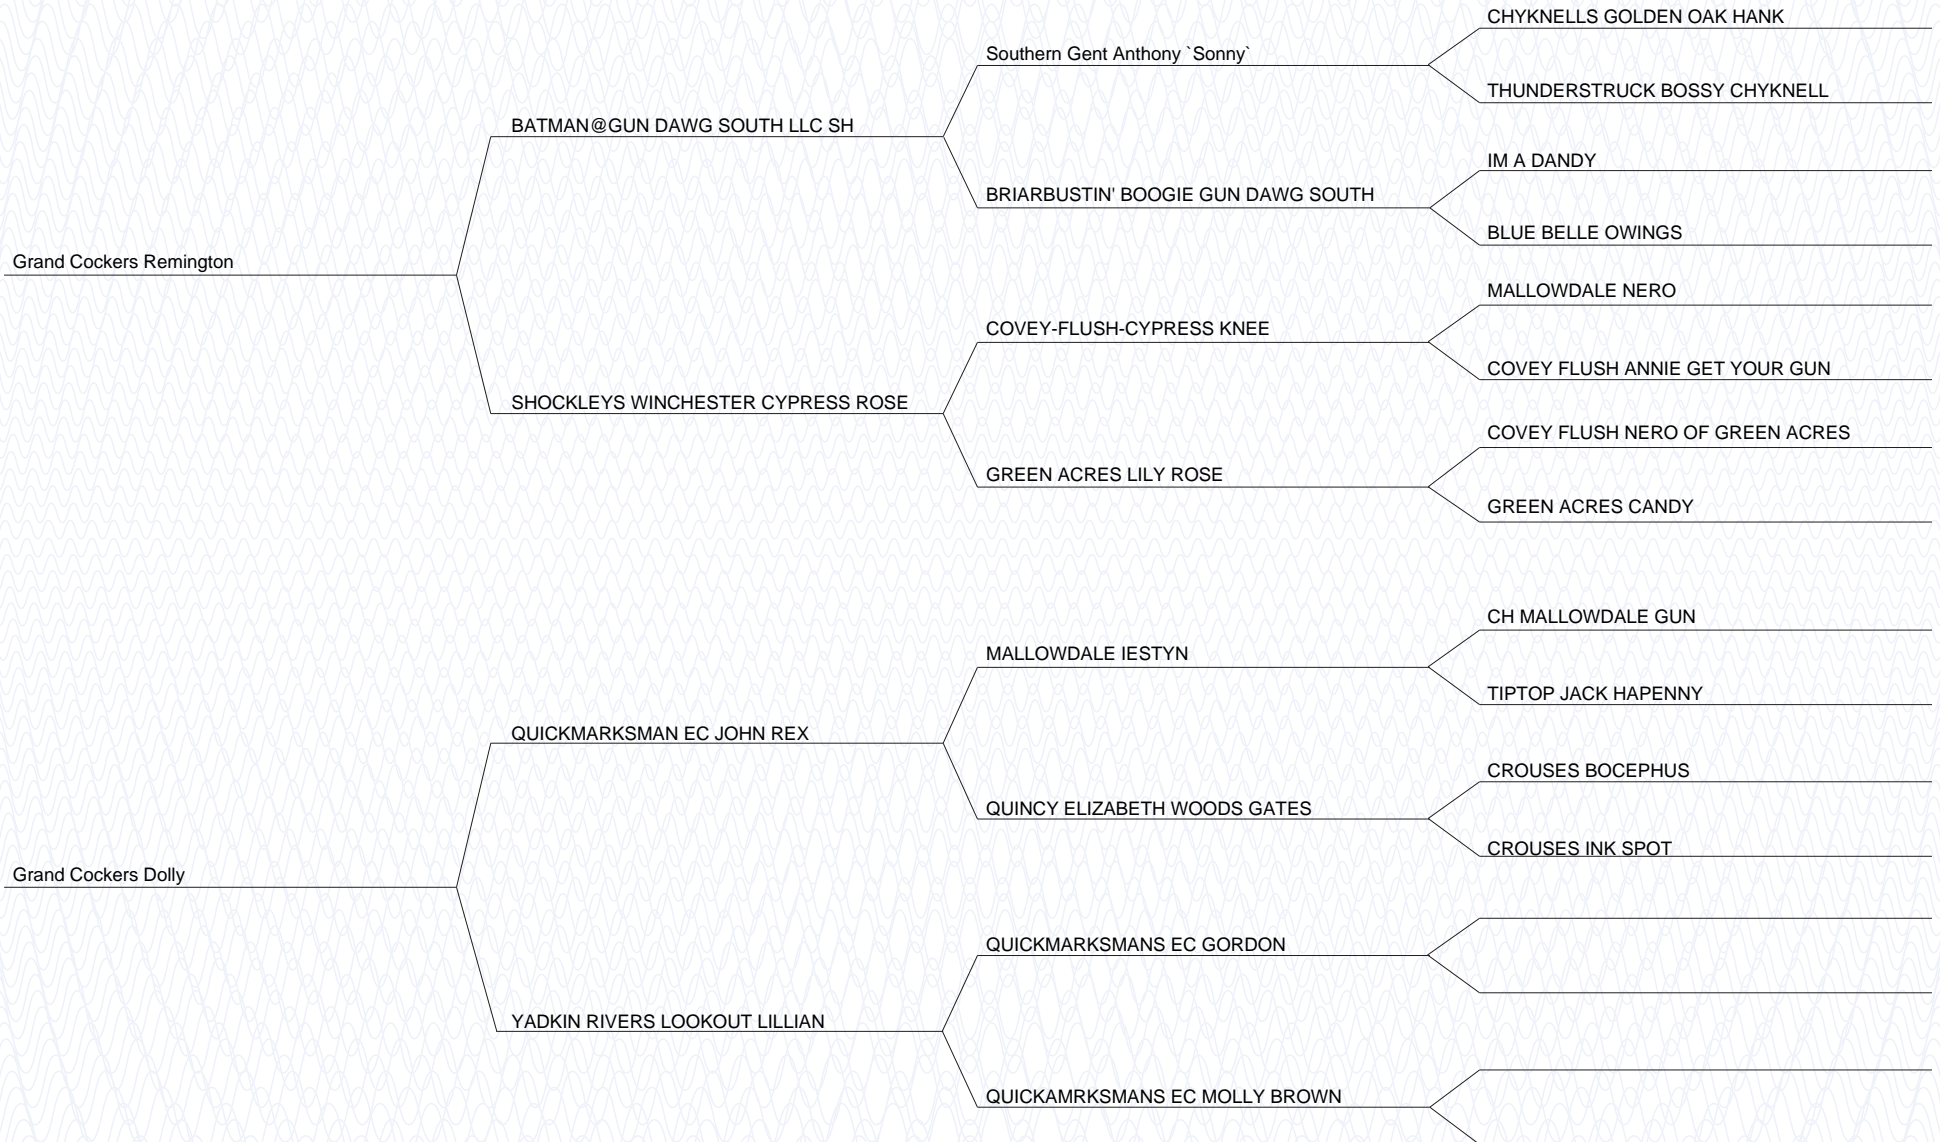 CHYKNELLS GOLDEN OAK HANK
Southern Gent Anthony `Sonny`
THUNDERSTRUCK BOSSY CHYKNELL
BATMAN@GUN DAWG SOUTH LLC SH
IM A DANDY
BRIARBUSTIN' BOOGIE GUN DAWG SOUTH
BLUE BELLE OWINGS
Grand Cockers Remington
MALLOWDALE NERO
COVEY-FLUSH-CYPRESS KNEE
COVEY FLUSH ANNIE GET YOUR GUN
SHOCKLEYS WINCHESTER CYPRESS ROSE
COVEY FLUSH NERO OF GREEN ACRES
GREEN ACRES LILY ROSE
GREEN ACRES CANDY
CH MALLOWDALE GUN
MALLOWDALE IESTYN
TIPTOP JACK HAPENNY
QUICKMARKSMAN EC JOHN REX
CROUSES BOCEPHUS
QUINCY ELIZABETH WOODS GATES
CROUSES INK SPOT
Grand Cockers Dolly
QUICKMARKSMANS EC GORDON
YADKIN RIVERS LOOKOUT LILLIAN
QUICKAMRKSMANS EC MOLLY BROWN